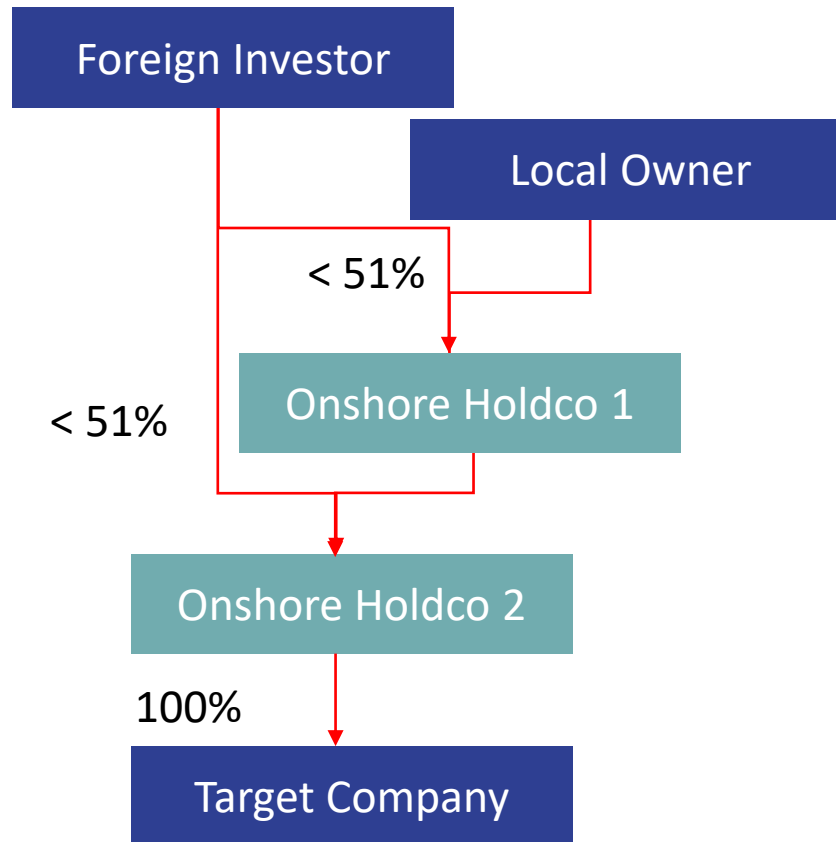 Foreign Investor
Local Owner
< 51%
Onshore Holdco 1
< 51%
Onshore Holdco 2
100%
Target Company